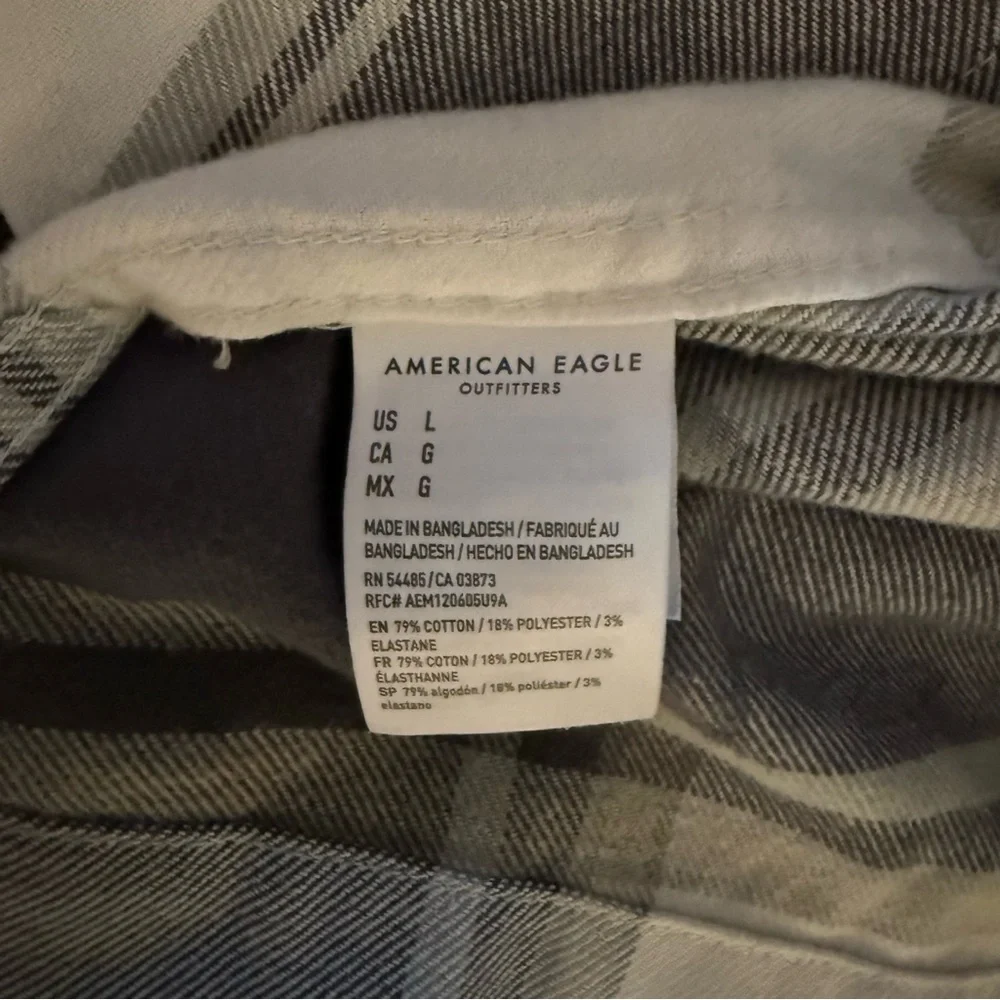 AMERICAN EAGLE
OUTFITTERS
US L
CA G
MX G
MADE IN BANGLADESH / FABRIQUÉ AU
BANGLADESH / HECHO EN BANGLADESH
RN 54485 / CA 03873
RFC# AEM120605U9A
EN 79% COTTON / 18% POLYESTER / 3%
ELASTANE
FR 79% COTON / 18% POLYESTER / 3%
ÉLASTHANNE
SP 79% algodón / 18% poliéster / 3%
elastano